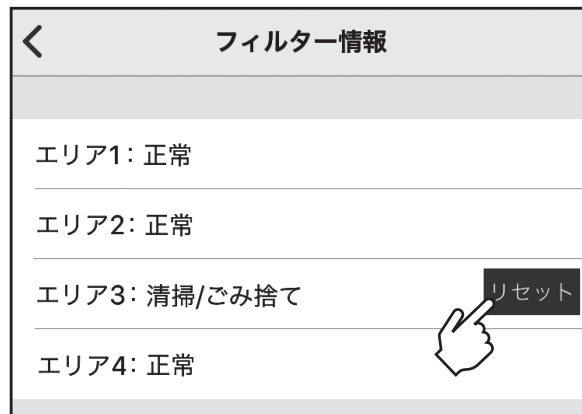 フィルター情報
エリア1：正常
エリア2：正常
エリア3：清掃/ごみ捨て リセット
エリア4：正常